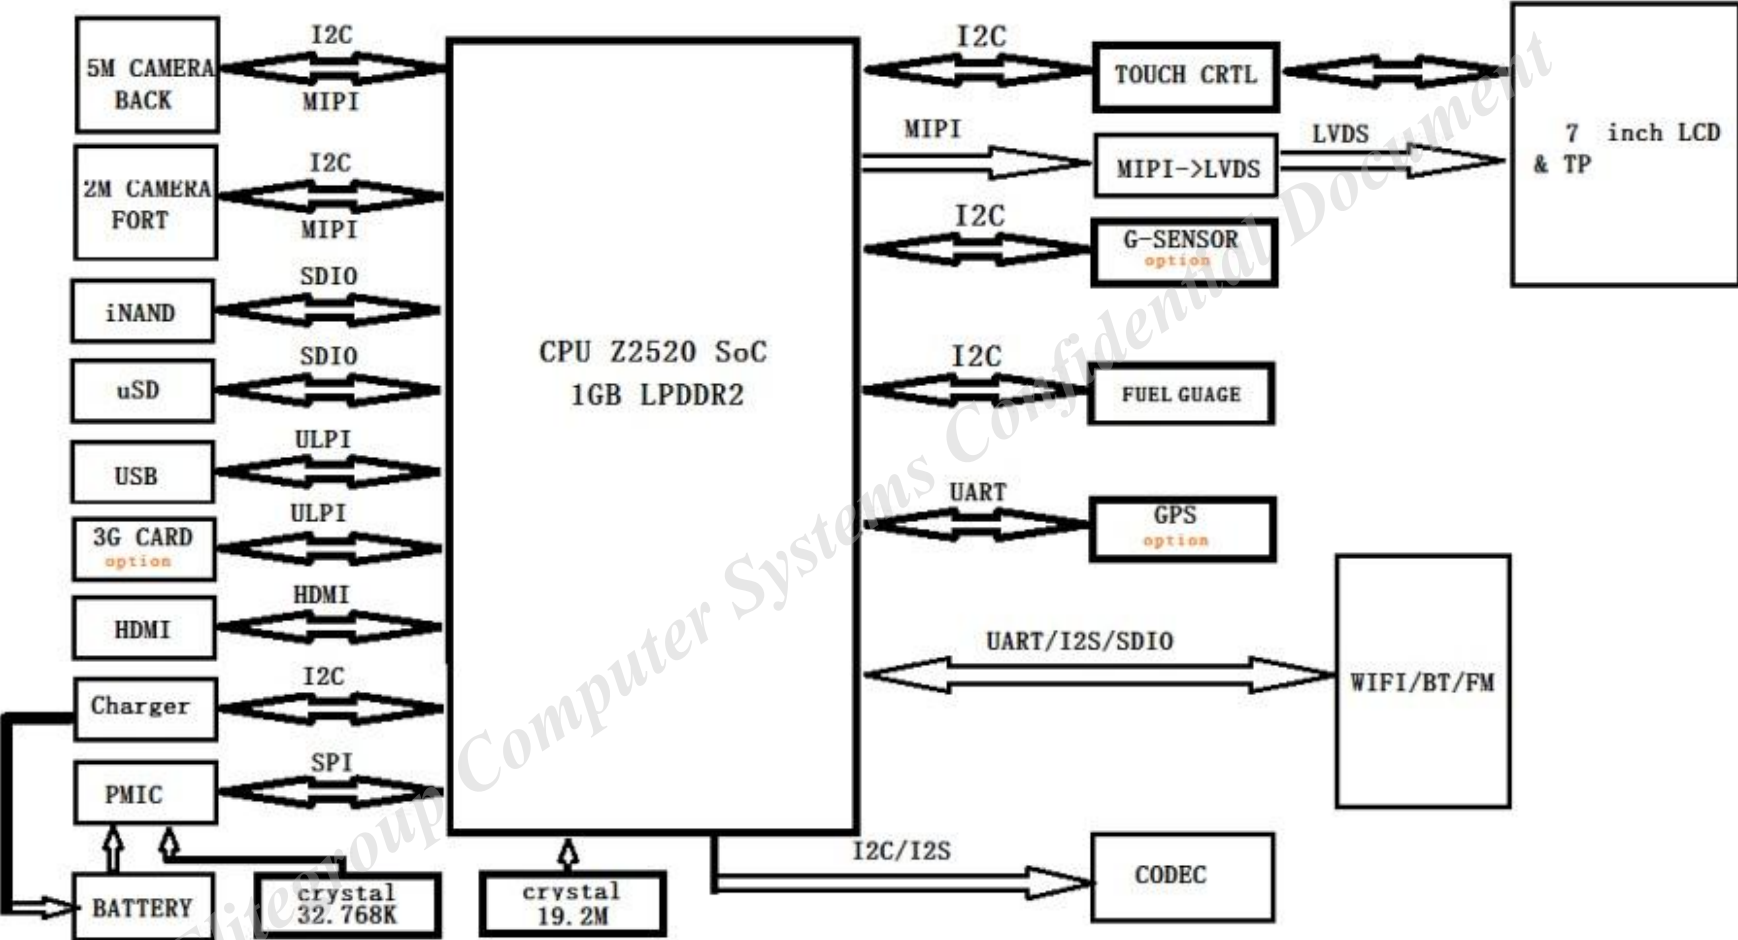 I2C
5M CAMERA
BACK
MIPI
I2C
2M CAMERA
FORT
MIPI
SDIO
iNAND
SDIO
uSD
ULPI
USB
ULPI
3G CARD
option
HDMI
HDMI
I2C
Charger
SPI
PMIC
BATTERY
crystal
32.768K
crystal
19.2M
CPU Z2520 SoC
1GB LPDDR2
I2C
TOUCH CRTL
MIPI
MIPI->LVDS
LVDS
7 inch LCD
& TP
I2C
G-SENSOR
option
I2C
FUEL GUAGE
UART
GPS
option
UART/I2S/SDIO
WIFI/BT/FM
I2C/I2S
CODEC
Elitegroup Computer Systems Confidential Document